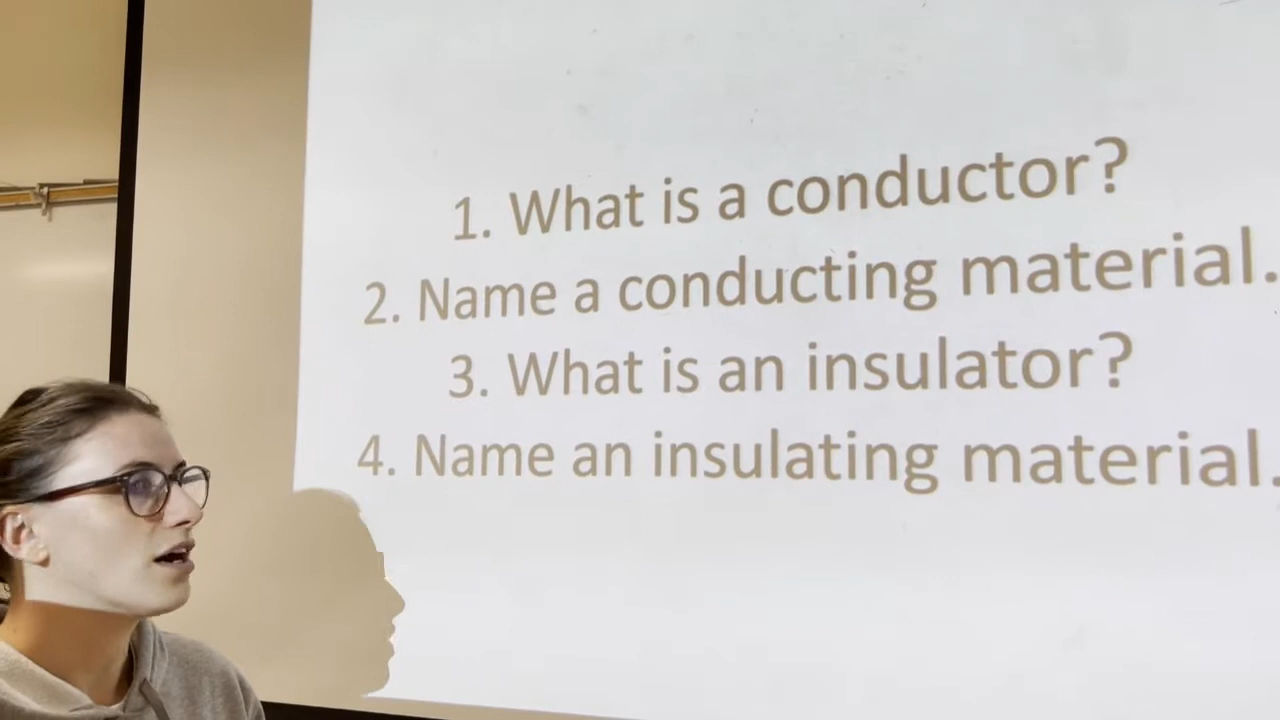 1. What is a conductor?
2. Name a conducting material.
3. What is an insulator?
4. Name an insulating material.